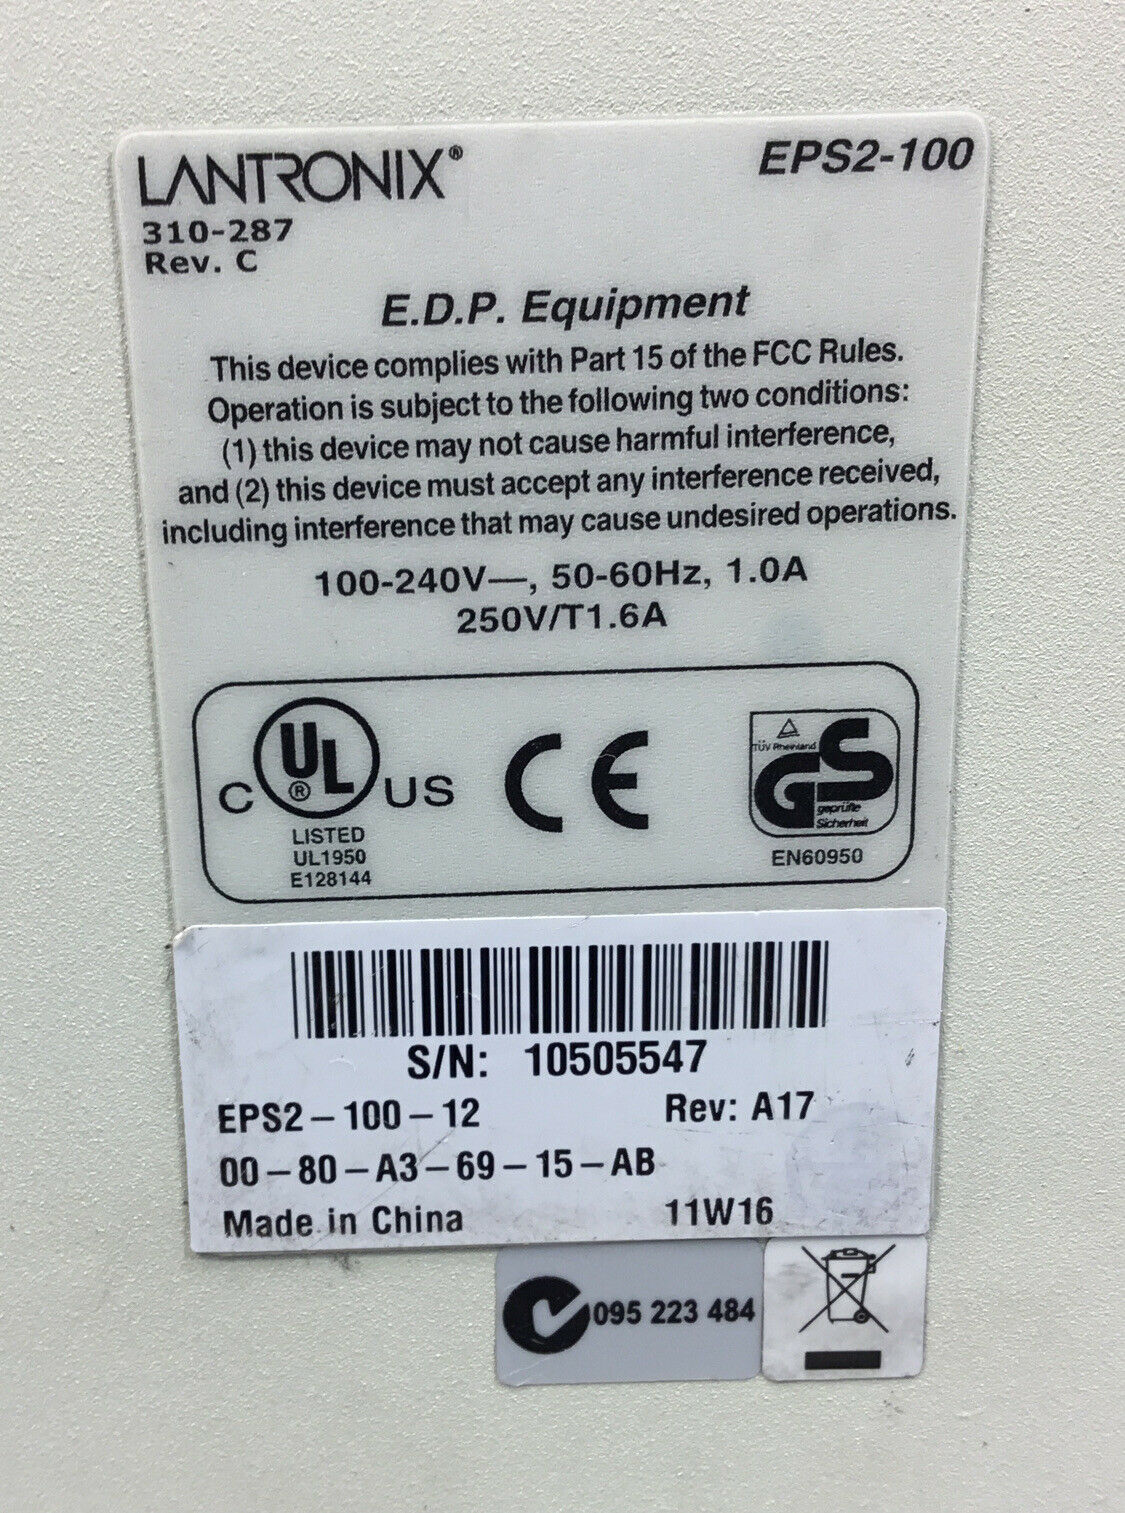 LANTRONIX®
EPS2-100
310-287
Rev. C
E.D.P. Equipment
This device complies with Part 15 of the FCC Rules.
Operation is subject to the following two conditions:
(1) this device may not cause harmful interference,
and (2) this device must accept any interference received,
including interference that may cause undesired operations.
100-240V—, 50-60Hz, 1.0A
250V/T1.6A
C UL® US
LISTED
UL1950
E128144
CE
TÜV Rheinland
GS
geprüfte
Sicherheit
EN60950
S/N: 10505547
EPS2-100-12 Rev: A17
00-80-A3-69-15-AB
Made in China 11W16
095 223 484